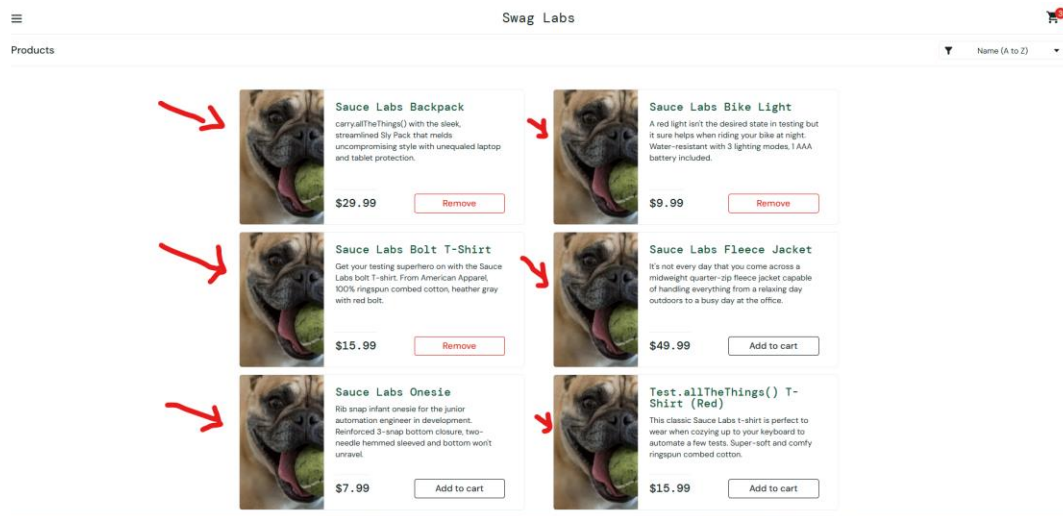 Swag Labs
3
Products
Name (A to Z)
Sauce Labs Backpack
carry.allTheThings() with the sleek,
streamlined Sly Pack that melds
uncompromising style with unequaled laptop
and tablet protection.
$29.99
Remove
Sauce Labs Bike Light
A red light isn't the desired state in testing but
it sure helps when riding your bike at night.
Water-resistant with 3 lighting modes, 1 AAA
battery included.
$9.99
Remove
Sauce Labs Bolt T-Shirt
Get your testing superhero on with the Sauce
Labs bolt T-shirt. From American Apparel,
100% ringspun combed cotton, heather gray
with red bolt.
$15.99
Remove
Sauce Labs Fleece Jacket
It's not every day that you come across a
midweight quarter-zip fleece jacket capable
of handling everything from a relaxing day
outdoors to a busy day at the office.
$49.99
Add to cart
Sauce Labs Onesie
Rib snap infant onesie for the junior
automation engineer in development.
Reinforced 3-snap bottom closure, two-
needle hemmed sleeved and bottom won't
unravel.
$7.99
Add to cart
Test.allTheThings() T-
Shirt (Red)
This classic Sauce Labs t-shirt is perfect to
wear when cozying up to your keyboard to
automate a few tests. Super-soft and comfy
ringspun combed cotton.
$15.99
Add to cart